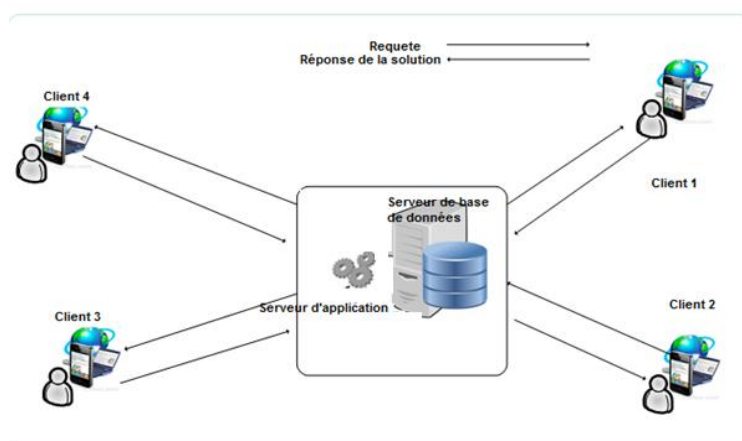 Requete
Réponse de la solution
Client 4
Client 1
Serveur de base
de données
Serveur d'application
Client 3
Client 2